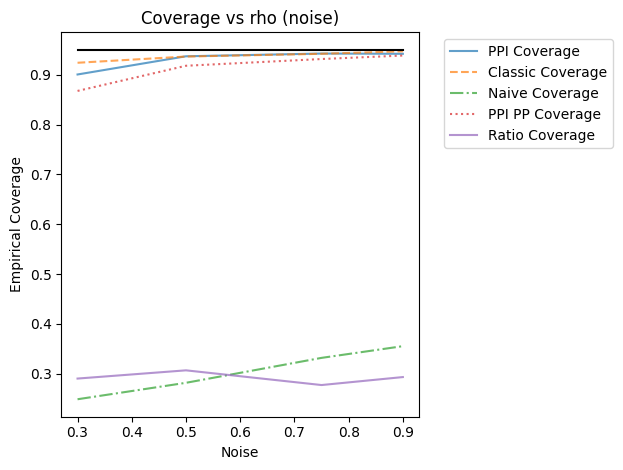 Coverage vs rho (noise)
Empirical Coverage
0.9
0.8
0.7
0.6
0.5
0.4
0.3
0.3 0.4 0.5 0.6 0.7 0.8 0.9
Noise
PPI Coverage
Classic Coverage
Naive Coverage
PPI PP Coverage
Ratio Coverage